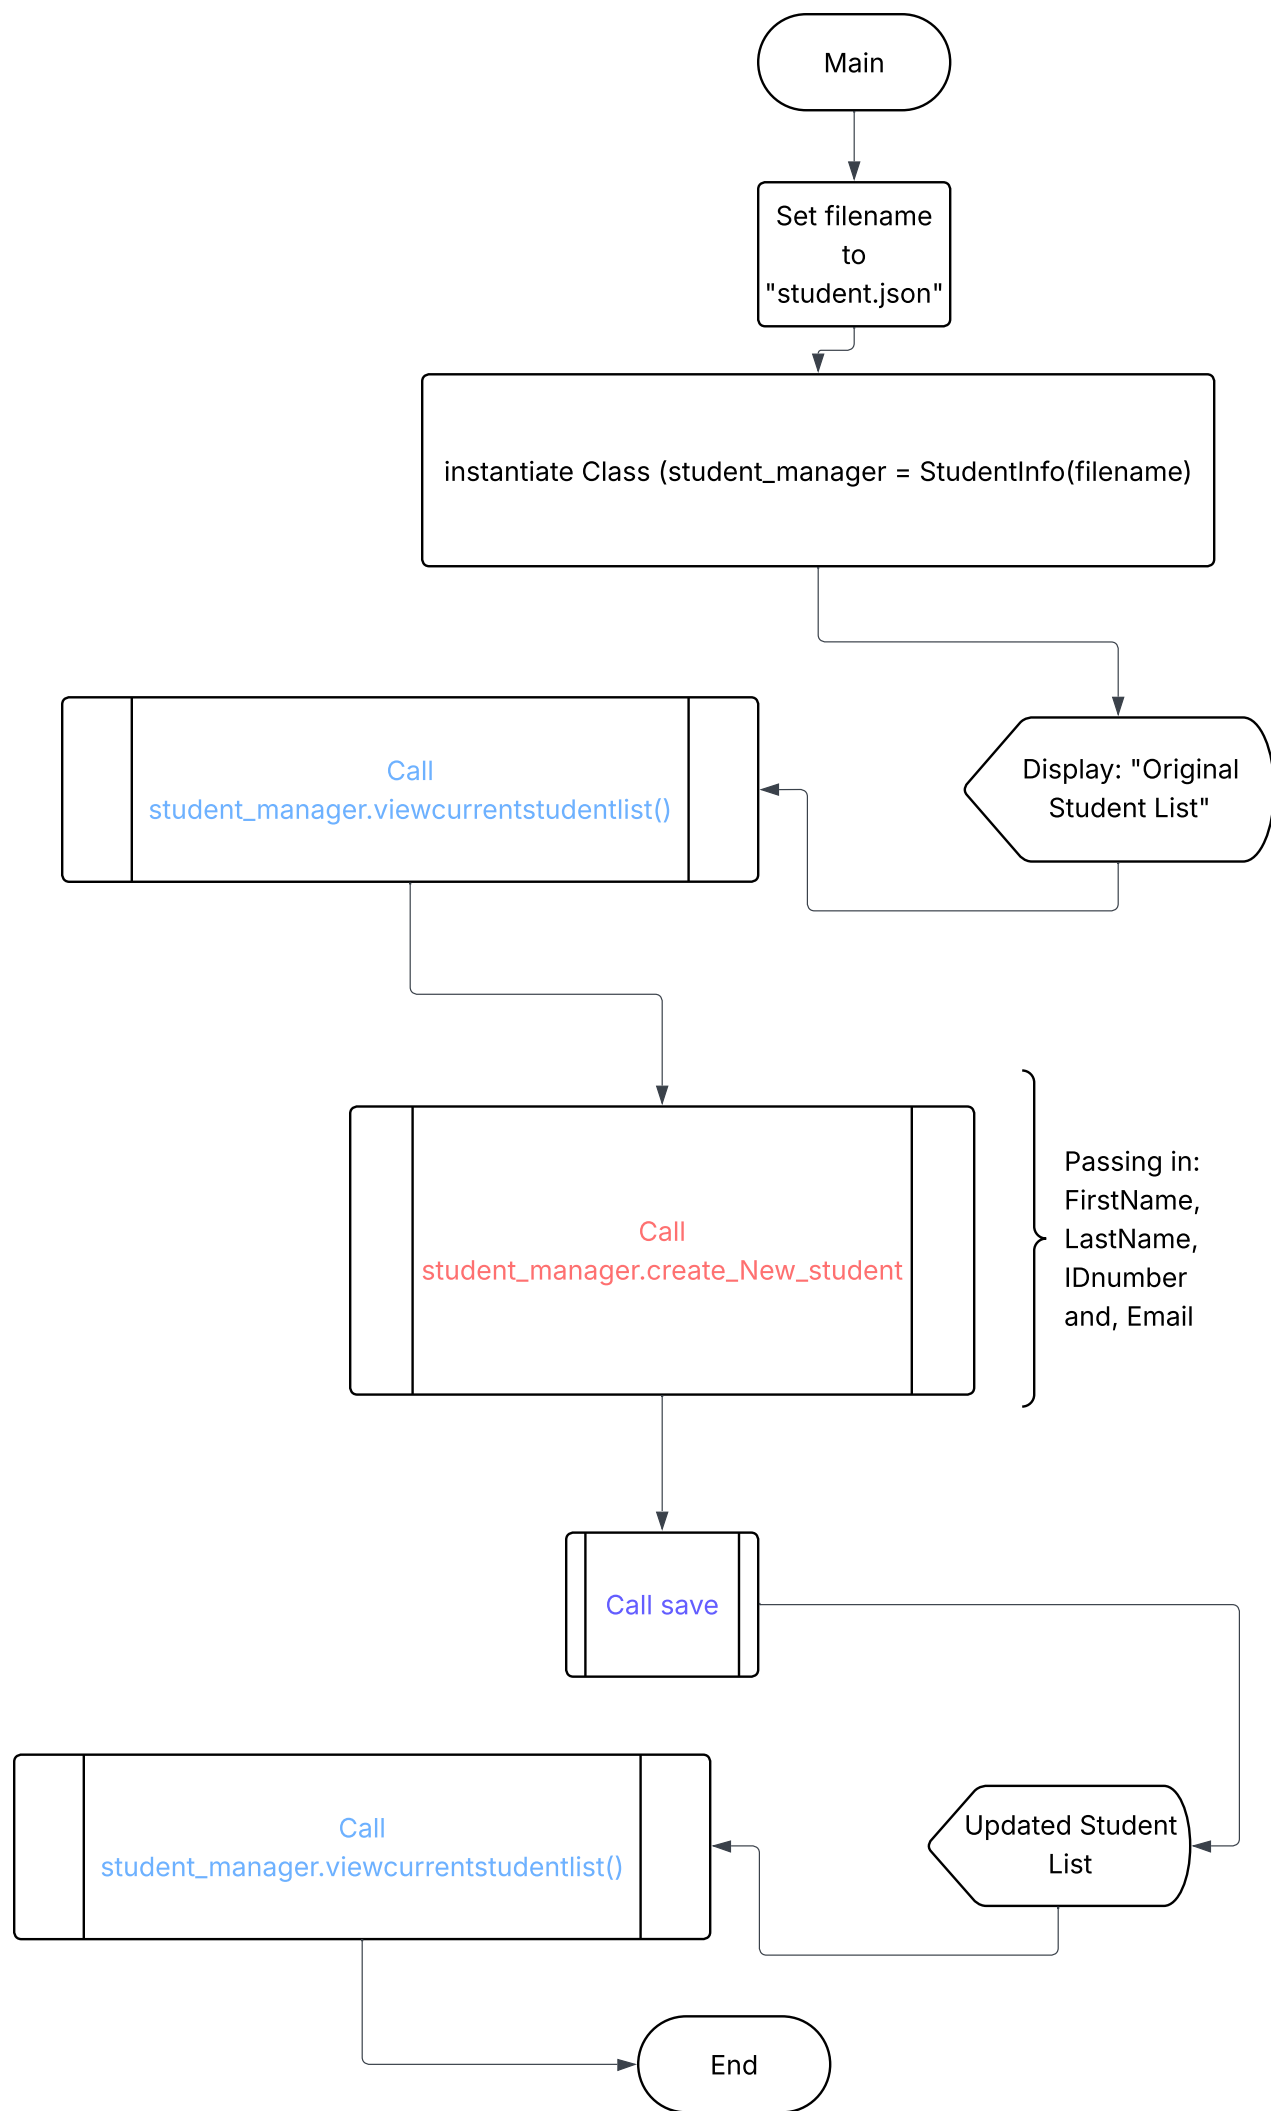 Main
Set filename
to
"student.json"
instantiate Class (student_manager = StudentInfo(filename)
Display: "Original
Student List"
Call
student_manager.viewcurrentstudentlist()
Call
student_manager.create_New_student
Passing in:
FirstName,
LastName,
IDnumber
and, Email
Call save
Updated Student
List
Call
student_manager.viewcurrentstudentlist()
End